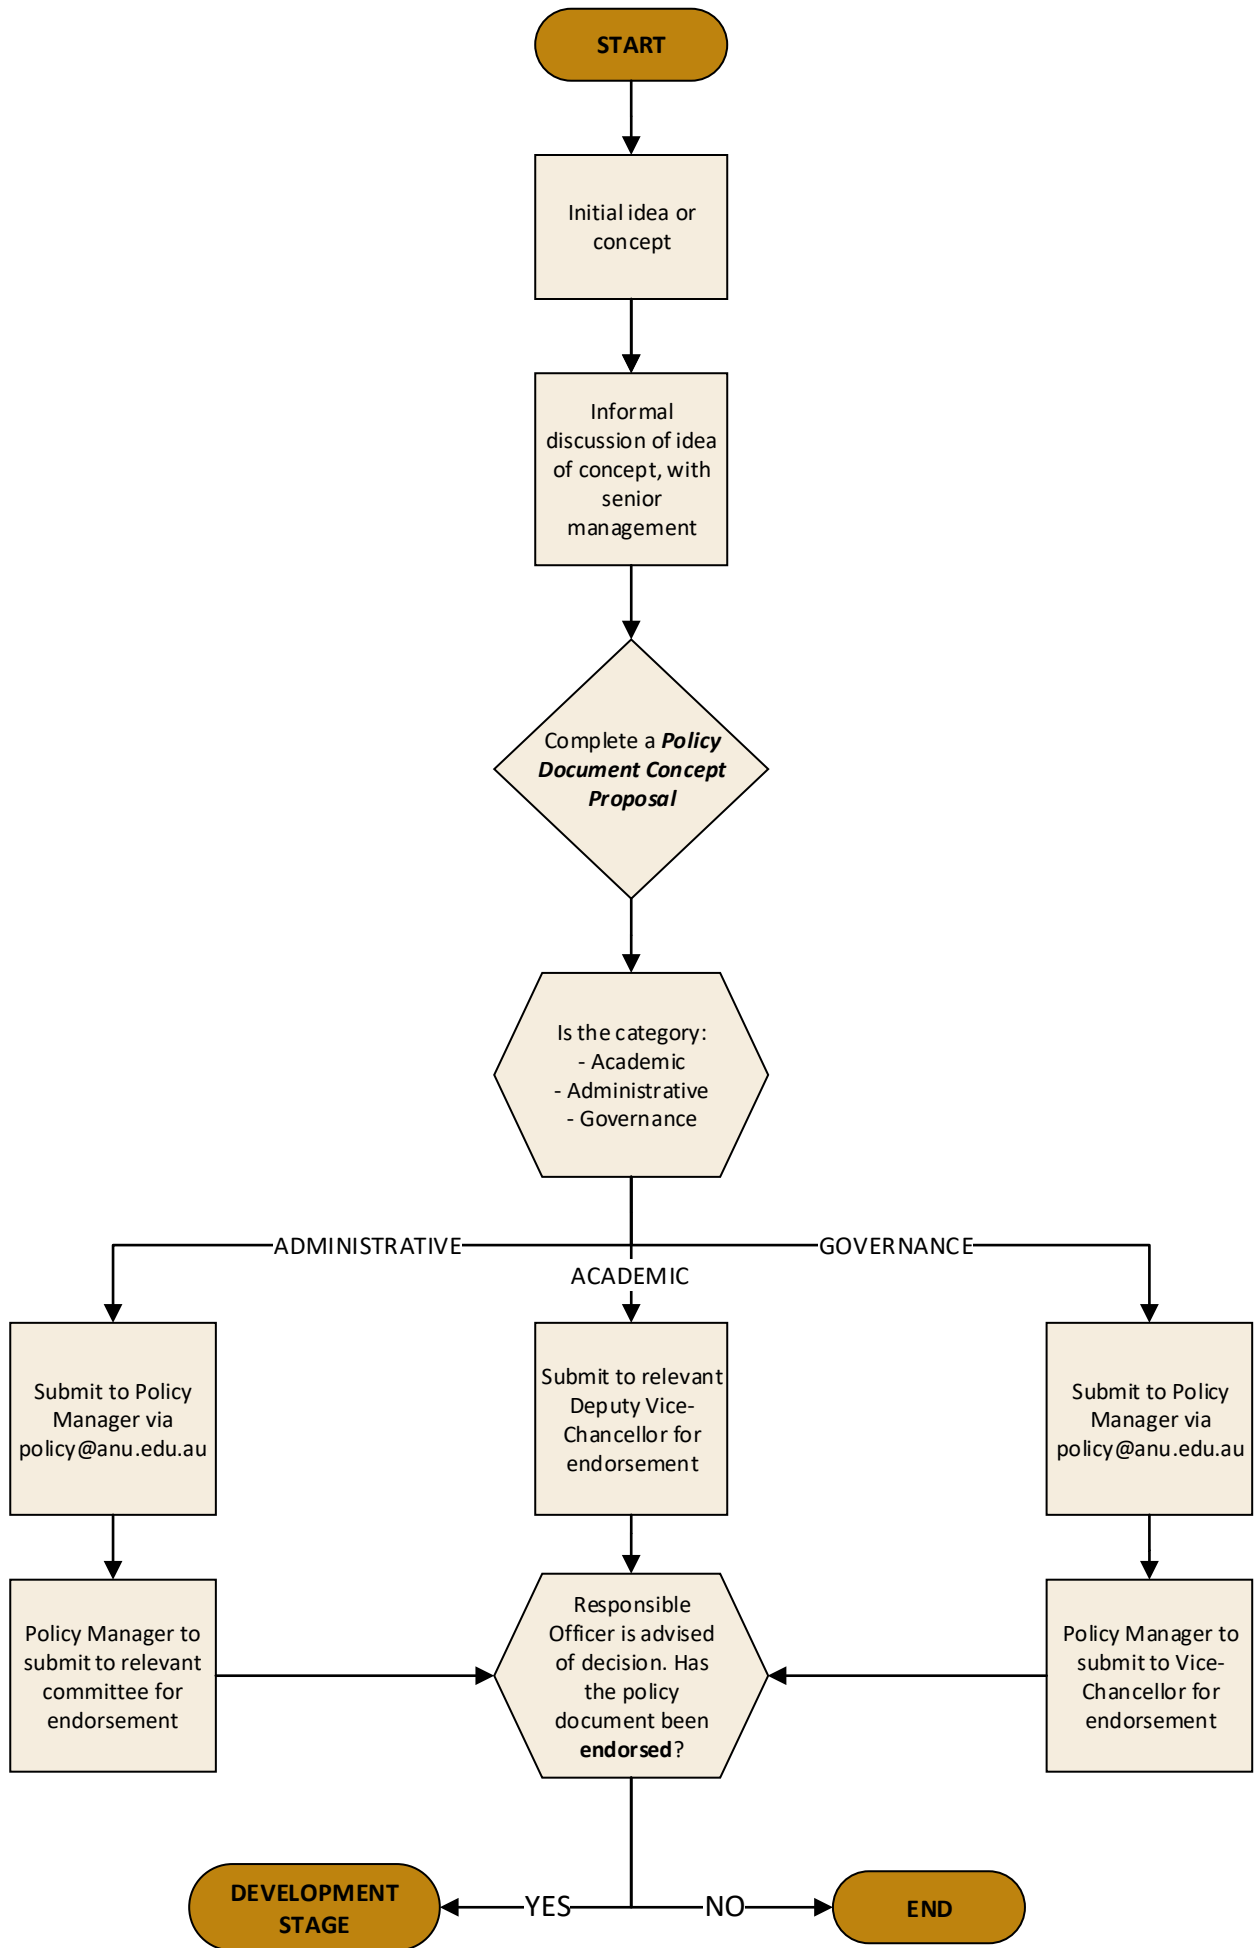 START
Initial idea or
concept
Informal
discussion of idea
of concept, with
senior
management
Complete a Policy
Document Concept
Proposal
Is the category:
- Academic
- Administrative
- Governance
ADMINISTRATIVE
ACADEMIC
GOVERNANCE
Submit to Policy
Manager via
policy@anu.edu.au
Submit to relevant
Deputy Vice-
Chancellor for
endorsement
Submit to Policy
Manager via
policy@anu.edu.au
Policy Manager to
submit to relevant
committee for
endorsement
Responsible
Officer is advised
of decision. Has
the policy
document been
endorsed?
Policy Manager to
submit to Vice-
Chancellor for
endorsement
DEVELOPMENT
STAGE
YES
NO
END